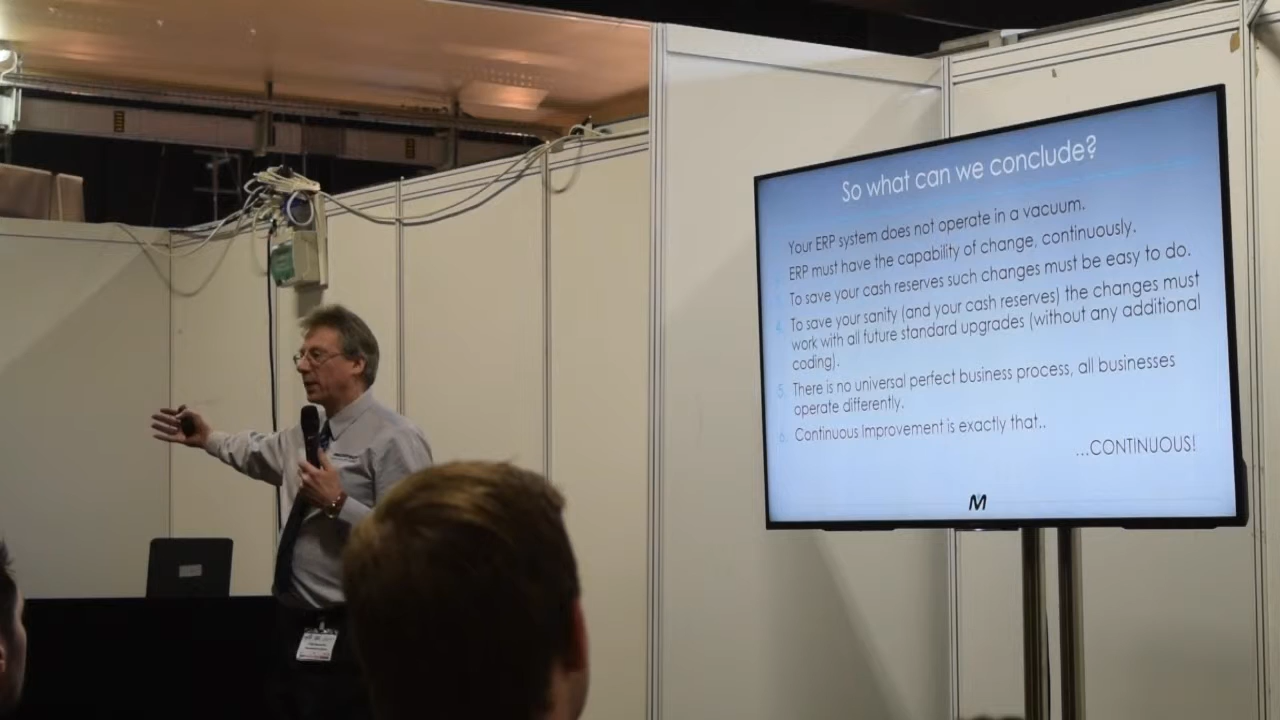 So what can we conclude?
Your ERP system does not operate in a vacuum.
ERP must have the capability of change, continuously.
To save your cash reserves such changes must be easy to do.
4. To save your sanity (and your cash reserves) the changes must
work with all future standard upgrades (without any additional
coding).
5. There is no universal perfect business process, all businesses
operate differently.
6. Continuous Improvement is exactly that..
...CONTINUOUS!
M